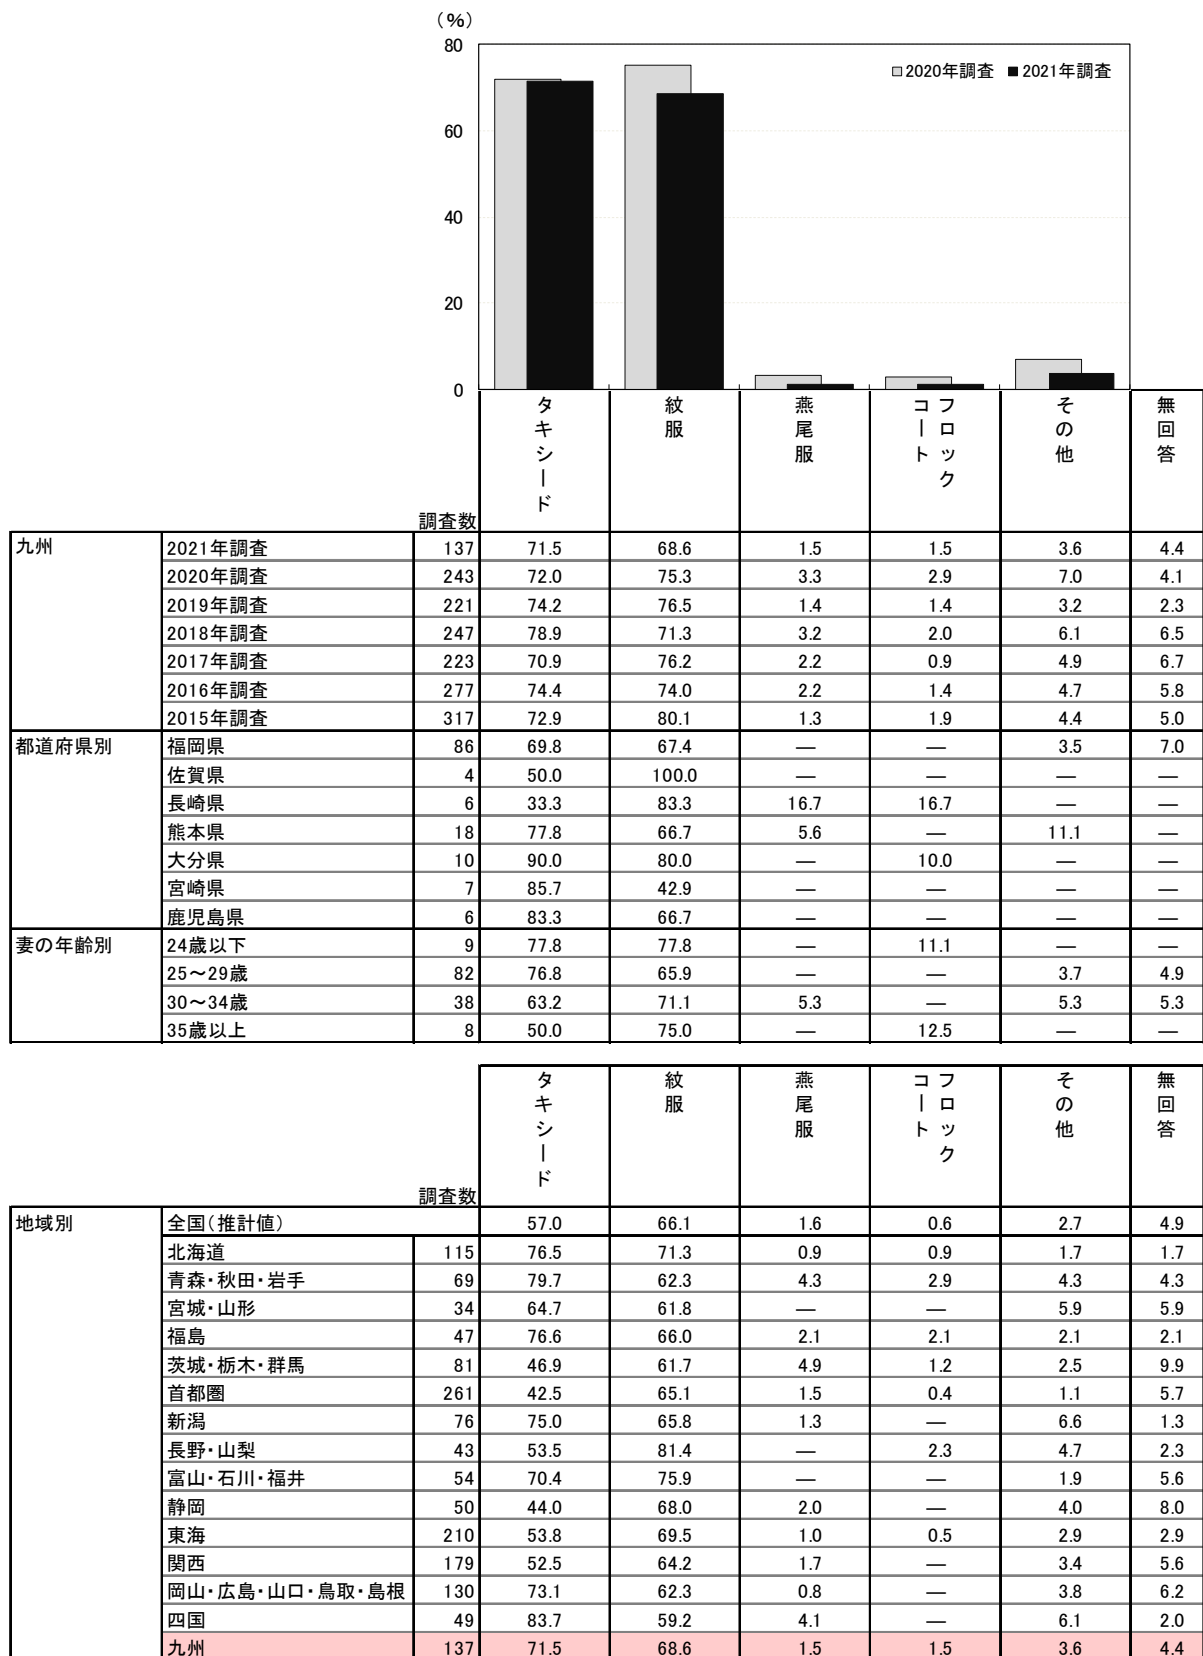 (%)
80
□2020年調査 ■2021年調査
60
40
20
0
調査数 タキシード 紋服 燕尾服 フロックコート その他 無回答
九州 2021年調査 137 71.5 68.6 1.5 1.5 3.6 4.4
2020年調査 243 72.0 75.3 3.3 2.9 7.0 4.1
2019年調査 221 74.2 76.5 1.4 1.4 3.2 2.3
2018年調査 247 78.9 71.3 3.2 2.0 6.1 6.5
2017年調査 223 70.9 76.2 2.2 0.9 4.9 6.7
2016年調査 277 74.4 74.0 2.2 1.4 4.7 5.8
2015年調査 317 72.9 80.1 1.3 1.9 4.4 5.0
都道府県別 福岡県 86 69.8 67.4 — — 3.5 7.0
佐賀県 4 50.0 100.0 — — — —
長崎県 6 33.3 83.3 16.7 16.7 — —
熊本県 18 77.8 66.7 5.6 — 11.1 —
大分県 10 90.0 80.0 — 10.0 — —
宮崎県 7 85.7 42.9 — — — —
鹿児島県 6 83.3 66.7 — — — —
妻の年齢別 24歳以下 9 77.8 77.8 — 11.1 — —
25～29歳 82 76.8 65.9 — — 3.7 4.9
30～34歳 38 63.2 71.1 5.3 — 5.3 5.3
35歳以上 8 50.0 75.0 — 12.5 — —
調査数 タキシード 紋服 燕尾服 フロックコート その他 無回答
地域別 全国(推計値) 57.0 66.1 1.6 0.6 2.7 4.9
北海道 115 76.5 71.3 0.9 0.9 1.7 1.7
青森・秋田・岩手 69 79.7 62.3 4.3 2.9 4.3 4.3
宮城・山形 34 64.7 61.8 — — 5.9 5.9
福島 47 76.6 66.0 2.1 2.1 2.1 2.1
茨城・栃木・群馬 81 46.9 61.7 4.9 1.2 2.5 9.9
首都圏 261 42.5 65.1 1.5 0.4 1.1 5.7
新潟 76 75.0 65.8 1.3 — 6.6 1.3
長野・山梨 43 53.5 81.4 — 2.3 4.7 2.3
富山・石川・福井 54 70.4 75.9 — — 1.9 5.6
静岡 50 44.0 68.0 2.0 — 4.0 8.0
東海 210 53.8 69.5 1.0 0.5 2.9 2.9
関西 179 52.5 64.2 1.7 — 3.4 5.6
岡山・広島・山口・鳥取・島根 130 73.1 62.3 0.8 — 3.8 6.2
四国 49 83.7 59.2 4.1 — 6.1 2.0
九州 137 71.5 68.6 1.5 1.5 3.6 4.4